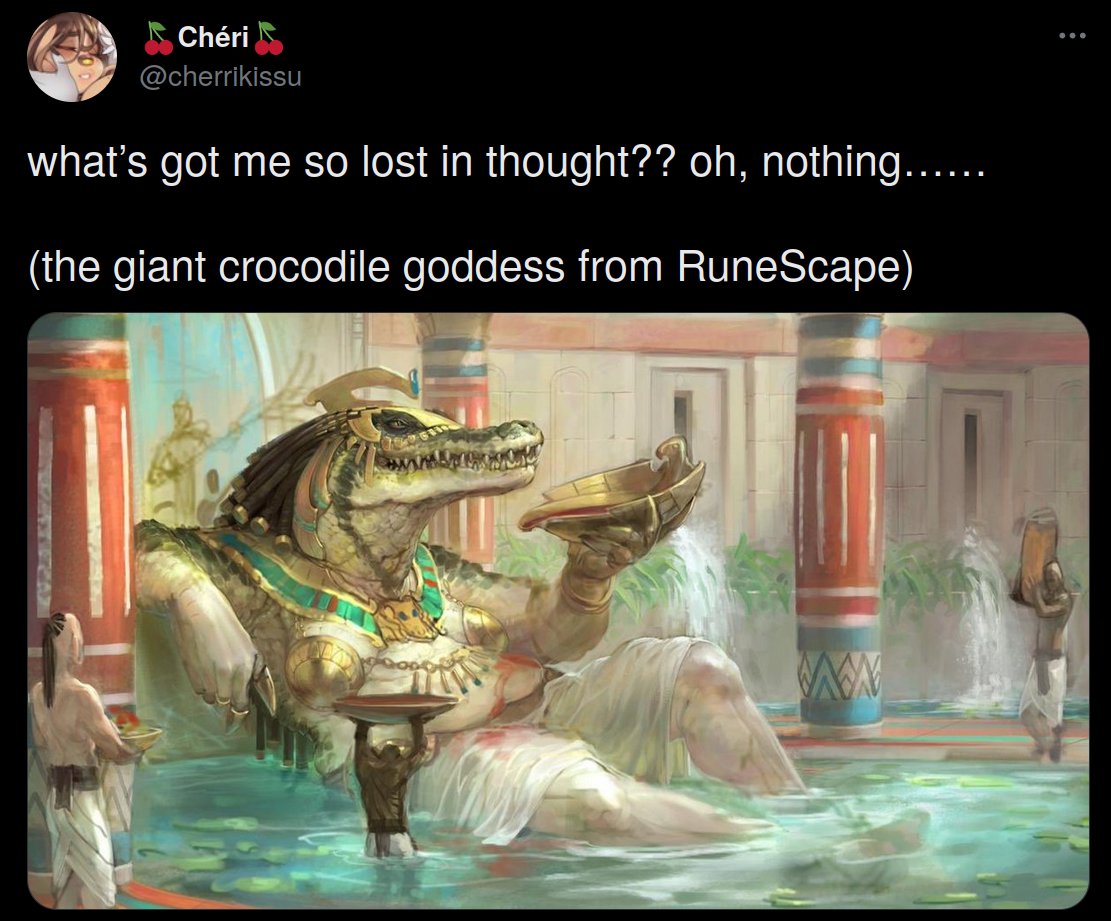 🍒Chéri🍒
@cherrikissu
what’s got me so lost in thought?? oh, nothing……
(the giant crocodile goddess from RuneScape)